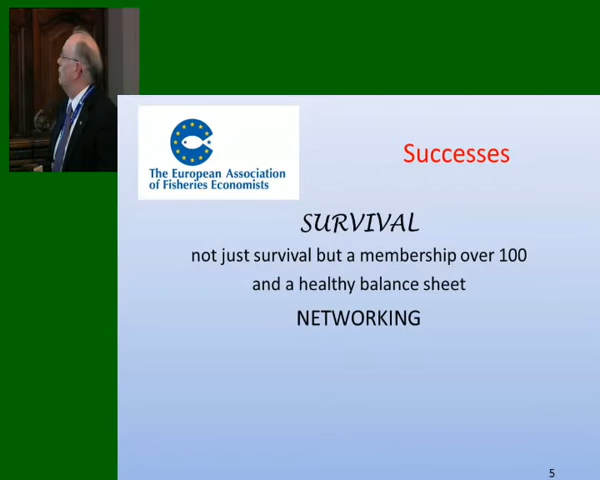 The European Association
of Fisheries Economists
Successes
SURVIVAL
not just survival but a membership over 100
and a healthy balance sheet
NETWORKING
5